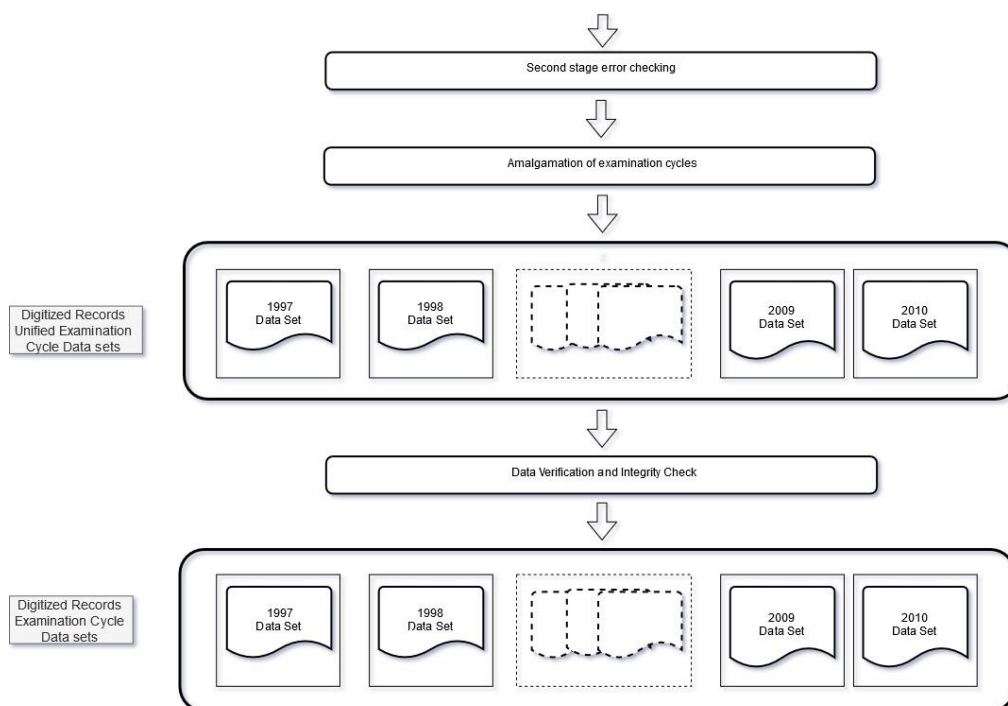 Second stage error checking
Amalgamation of examination cycles
Digitized Records
Unified Examination
Cycle Data sets
1997
Data Set
1998
Data Set
2009
Data Set
2010
Data Set
Data Verification and Integrity Check
Digitized Records
Examination Cycle
Data sets
1997
Data Set
1998
Data Set
2009
Data Set
2010
Data Set